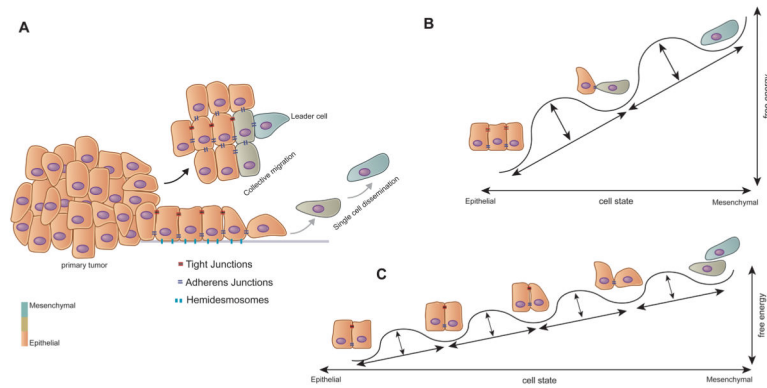 A
Leader cell
Collective migration
Single cell dissemination
primary tumor
Tight Junctions
Adherens Junctions
Hemidesmosomes
Mesenchymal
Epithelial
B
free energy
Epithelial
cell state
Mesenchymal
C
free energy
Epithelial
cell state
Mesenchymal